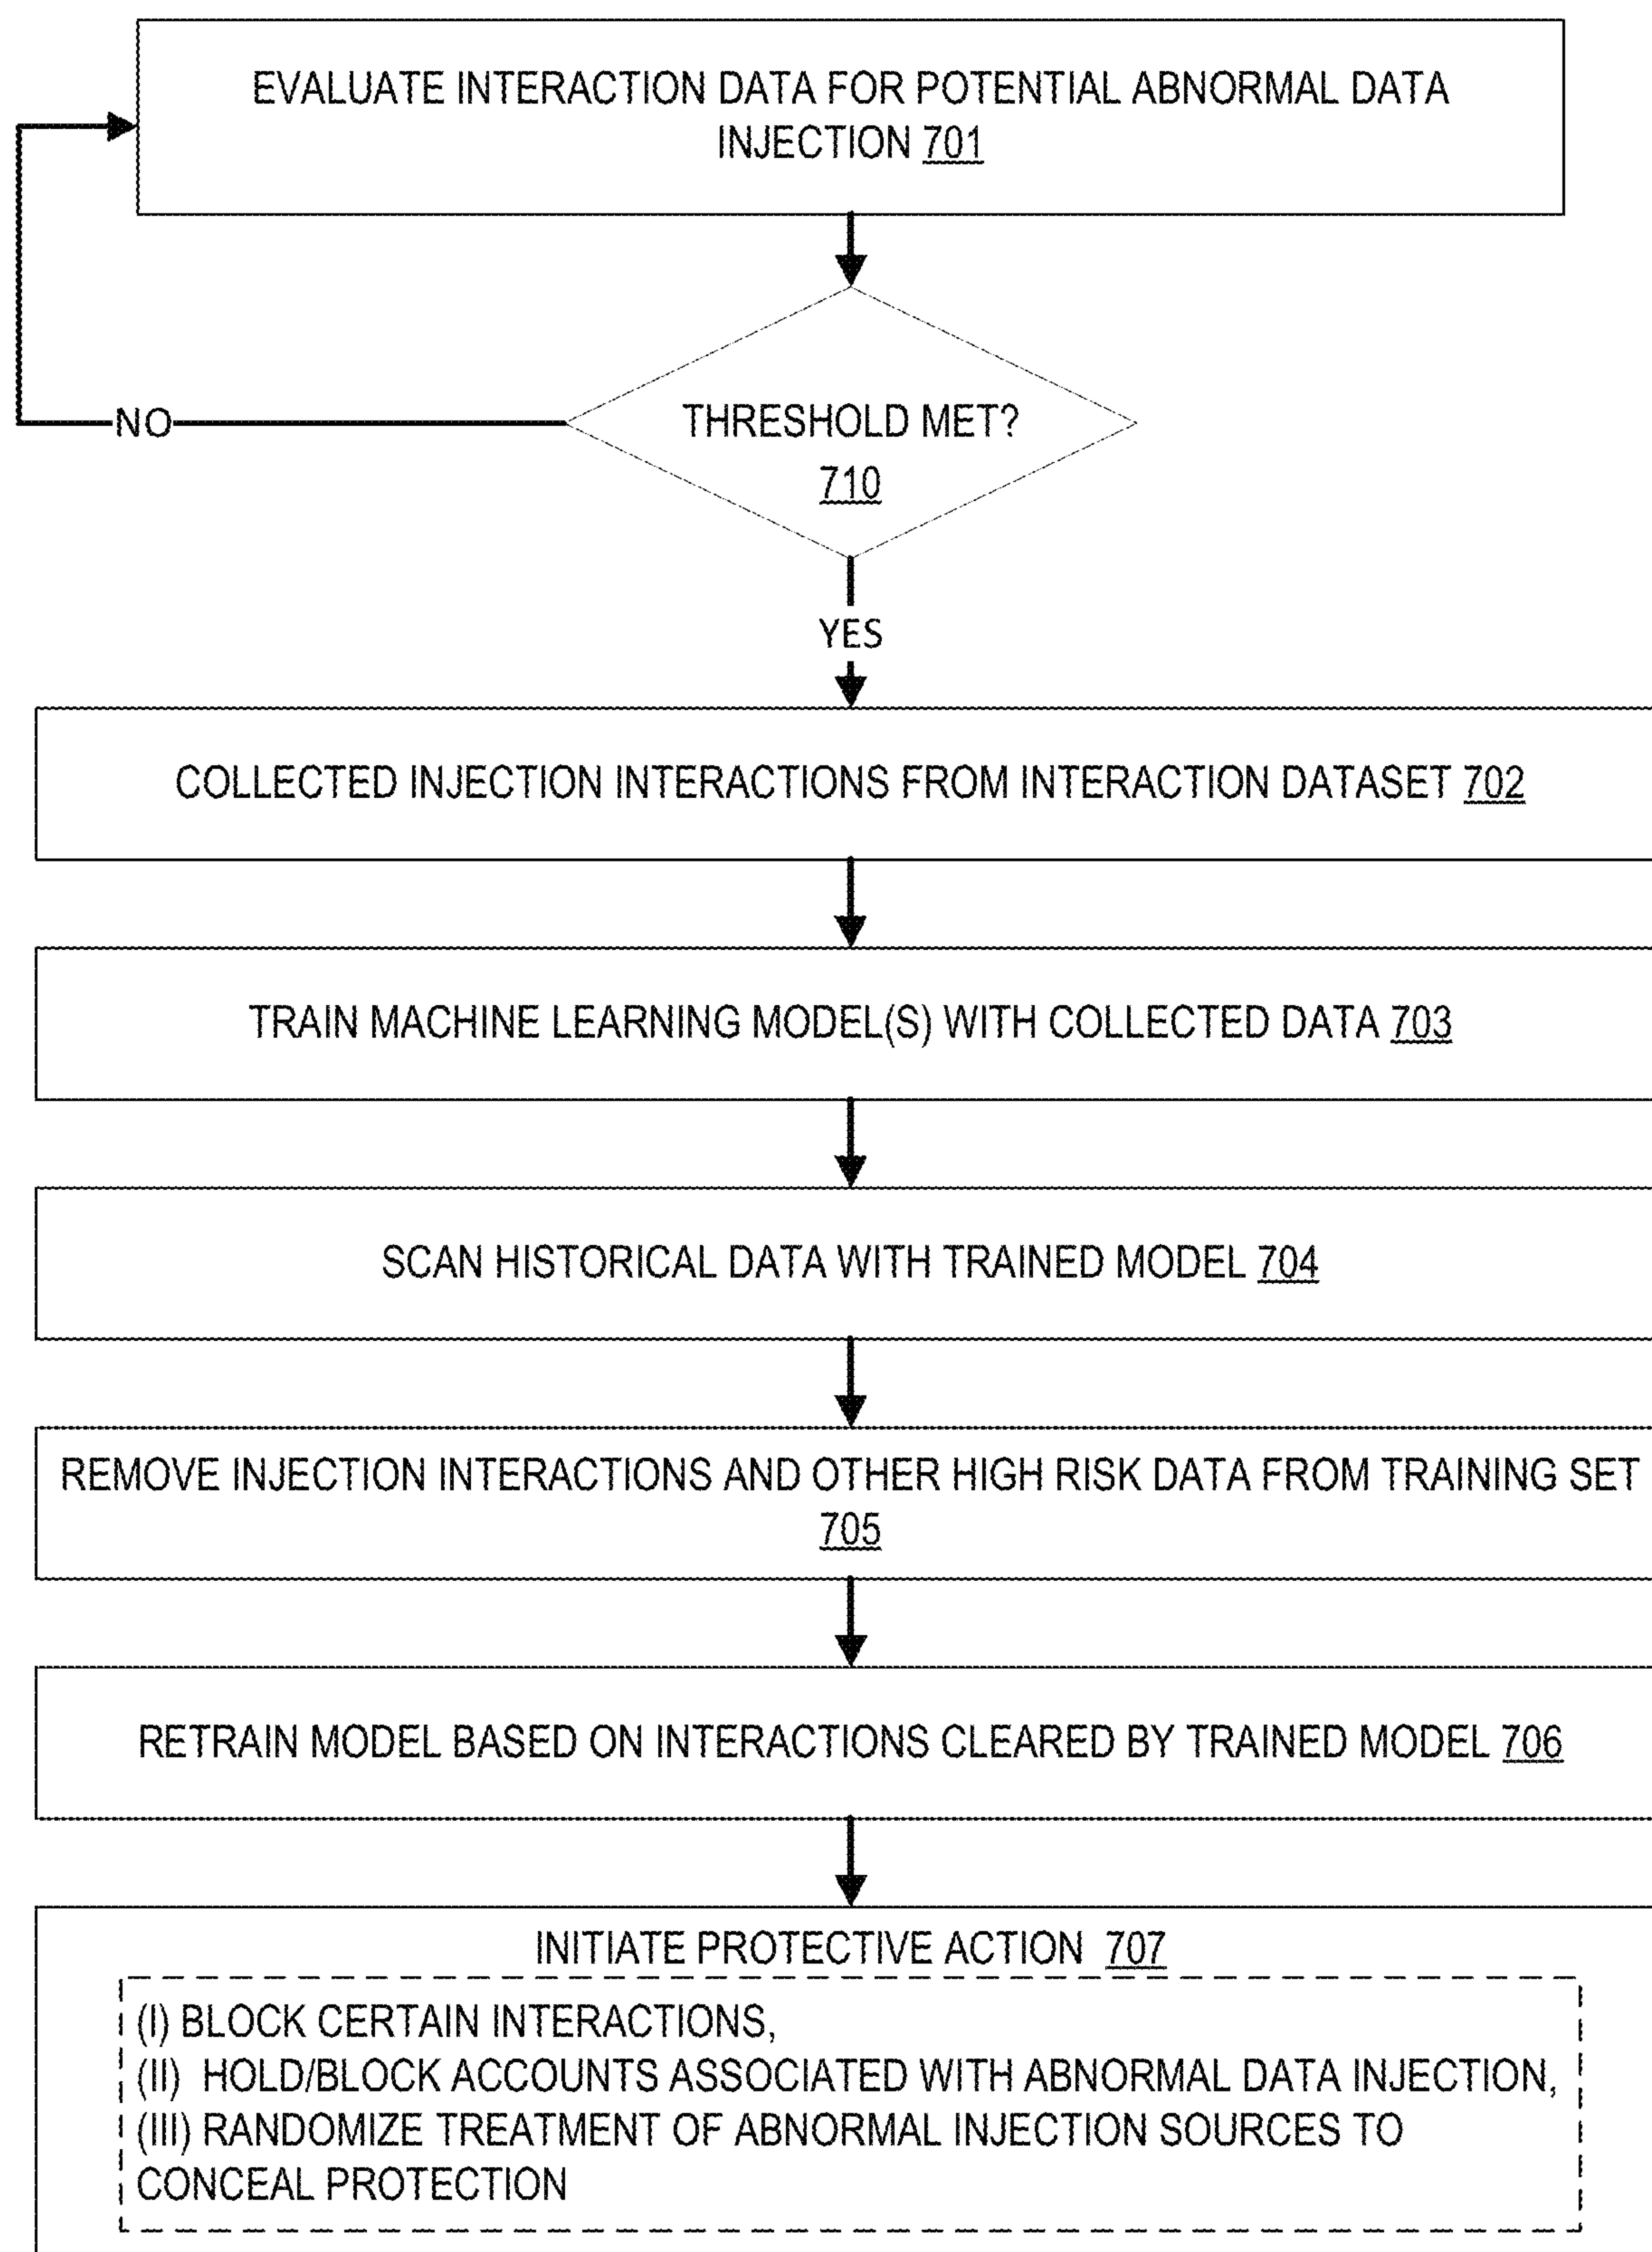 EVALUATE INTERACTION DATA FOR POTENTIAL ABNORMAL DATA
INJECTION 701
THRESHOLD MET?
710
NO
YES
COLLECTED INJECTION INTERACTIONS FROM INTERACTION DATASET 702
TRAIN MACHINE LEARNING MODEL(S) WITH COLLECTED DATA 703
SCAN HISTORICAL DATA WITH TRAINED MODEL 704
REMOVE INJECTION INTERACTIONS AND OTHER HIGH RISK DATA FROM TRAINING SET
705
RETRAIN MODEL BASED ON INTERACTIONS CLEARED BY TRAINED MODEL 706
INITIATE PROTECTIVE ACTION 707
(I) BLOCK CERTAIN INTERACTIONS,
(II) HOLD/BLOCK ACCOUNTS ASSOCIATED WITH ABNORMAL DATA INJECTION,
(III) RANDOMIZE TREATMENT OF ABNORMAL INJECTION SOURCES TO
CONCEAL PROTECTION